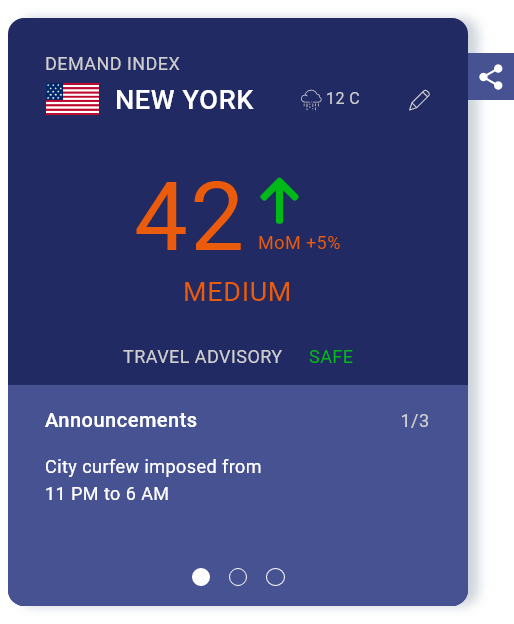 DEMAND INDEX
NEW YORK
12 C
42
MoM +5%
MEDIUM
TRAVEL ADVISORY SAFE
Announcements 1/3
City curfew imposed from
11 PM to 6 AM